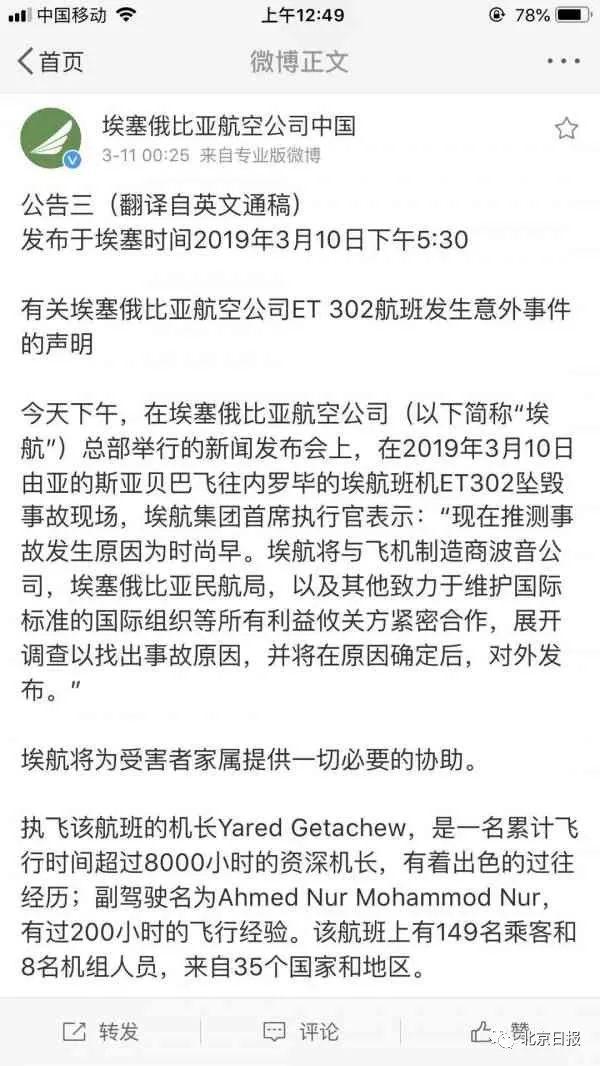 中国移动 上午12:49 78%
首页 微博正文
埃塞俄比亚航空公司中国
3-11 00:25 来自专业版微博
公告三（翻译自英文通稿）
发布于埃塞时间2019年3月10日下午5:30
有关埃塞俄比亚航空公司ET 302航班发生意外事件
的声明
今天下午，在埃塞俄比亚航空公司（以下简称“埃
航”）总部举行的新闻发布会上，在2019年3月10日
由亚的斯亚贝巴飞往内罗毕的埃航班机ET302坠毁
事故现场，埃航集团首席执行官表示：“现在推测事
故发生原因为时尚早。埃航将与飞机制造商波音公
司，埃塞俄比亚民航局，以及其他致力于维护国际
标准的国际组织等所有利益攸关方紧密合作，展开
调查以找出事故原因，并将在原因确定后，对外发
布。”
埃航将为受害者家属提供一切必要的协助。
执飞该航班的机长Yared Getachew，是一名累计飞
行时间超过8000小时的资深机长，有着出色的过往
经历；副驾驶名为Ahmed Nur Mohammod Nur，
有过200小时的飞行经验。该航班上有149名乘客和
8名机组人员，来自35个国家和地区。
转发 评论 赞
北京日报